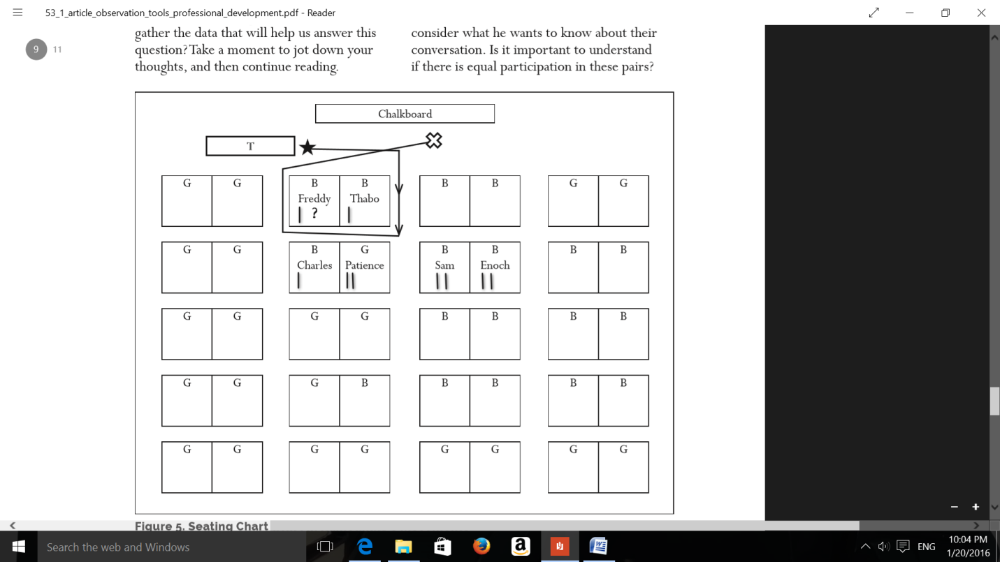 53_1_article_observation_tools_professional_development.pdf - Reader
9 11
gather the data that will help us answer this
question? Take a moment to jot down your
thoughts, and then continue reading.
consider what he wants to know about their
conversation. Is it important to understand
if there is equal participation in these pairs?
Chalkboard
T
G G B B B B G G
Freddy Thabo
?
G G B G B B B B
Charles Patience Sam Enoch
G G G G B B B B
G G G B B B B B
G G G G G G G G
Figure 5. Seating Chart
Search the web and Windows
ENG
10:04 PM
1/20/2016